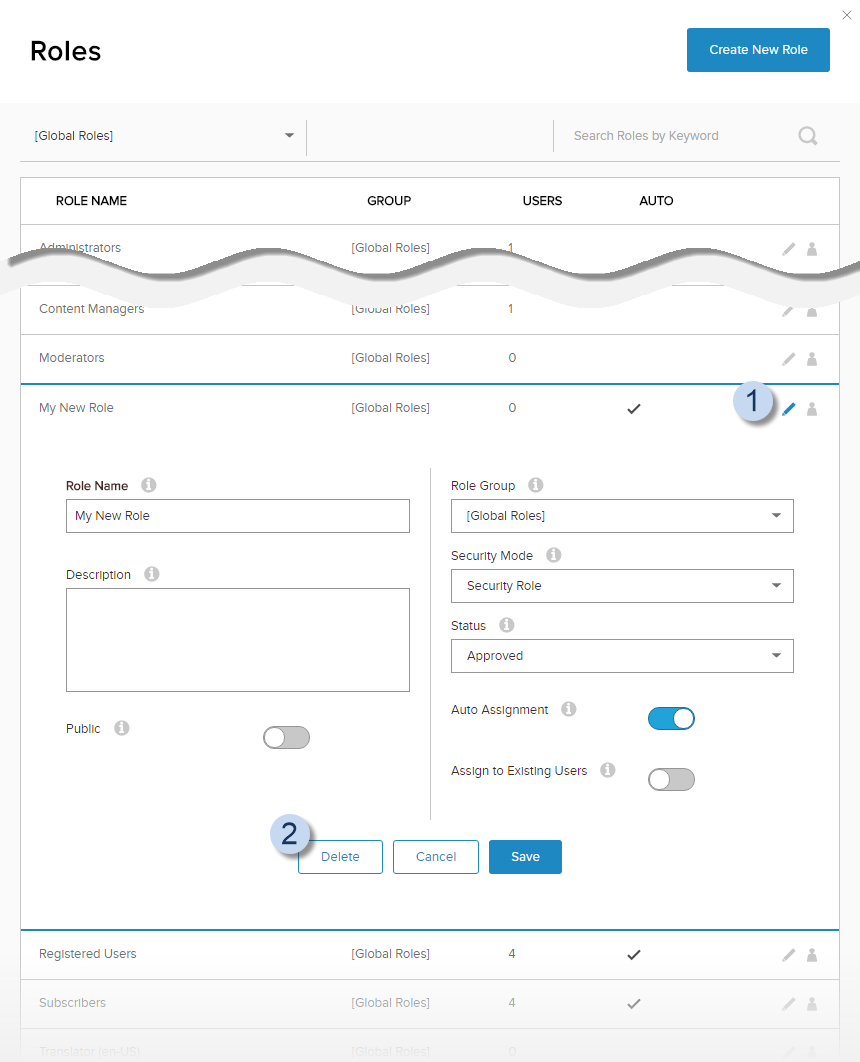 Roles
Create New Role
[Global Roles]
Search Roles by Keyword
ROLE NAME GROUP USERS AUTO
Administrators [Global Roles] 1
Content Managers [Global Roles] 1
Moderators [Global Roles] 0
My New Role [Global Roles] 0
1
Role Name
My New Role
Description
Public
Role Group
[Global Roles]
Security Mode
Security Role
Status
Approved
Auto Assignment
Assign to Existing Users
2
Delete Cancel Save
Registered Users [Global Roles] 4
Subscribers [Global Roles] 4
Translator (en-US) [Global Roles] 0